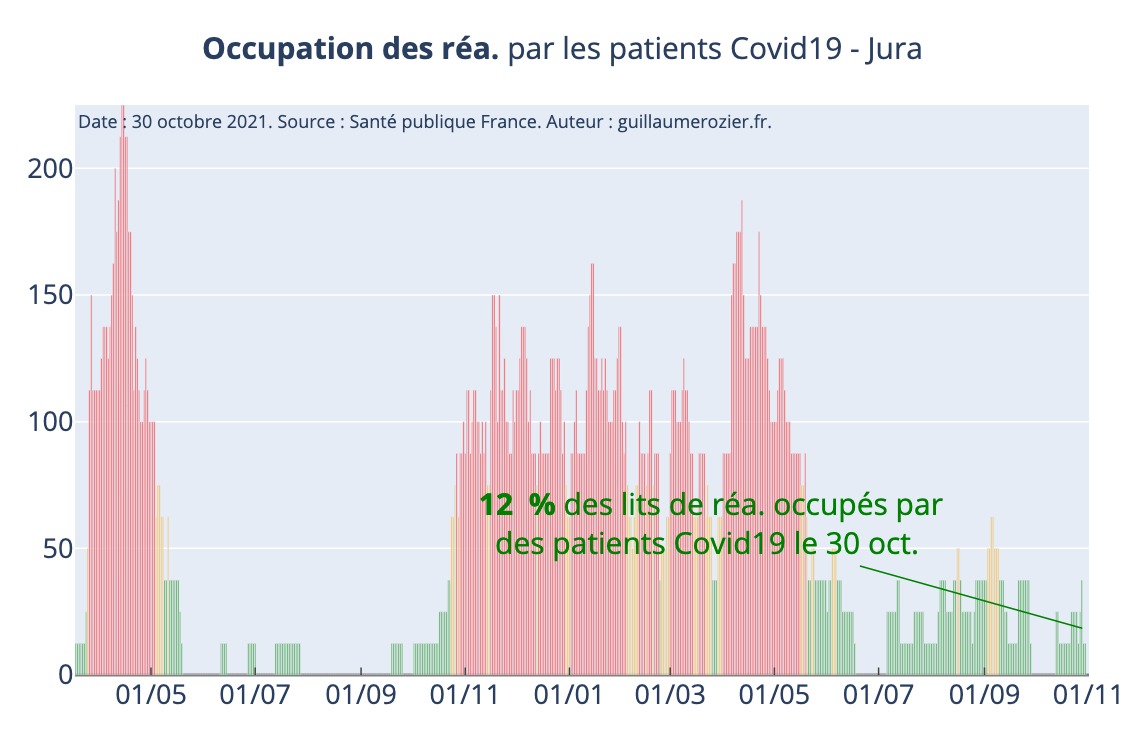 Occupation des réa. par les patients Covid19 - Jura
Date : 30 octobre 2021. Source : Santé publique France. Auteur : guillaumerozier.fr.
200
150
100
50
0
12 % des lits de réa. occupés par
des patients Covid19 le 30 oct.
01/05 01/07 01/09 01/11 01/01 01/03 01/05 01/07 01/09 01/11